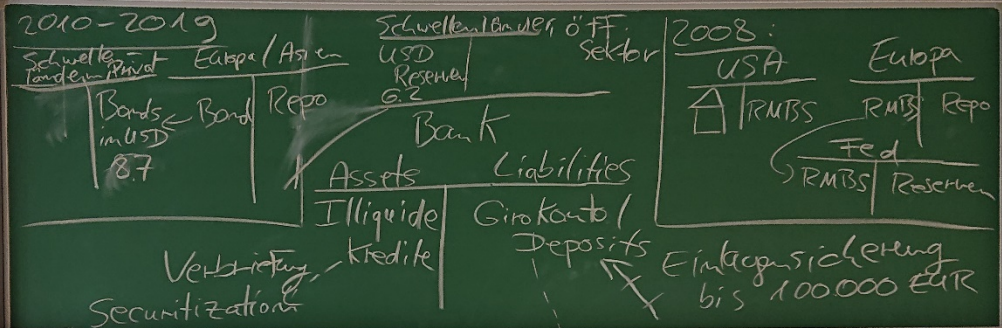 2010-2019
Schwellen-
ländern, Privat
Europa/Asien
Bonds
in USD
8.7
Bond
Repo
Schwellenländer, öff.
Sektor
USD
Reserven
6.2
Bank
Assets
Liabilities
Illiquide
Kredite
Girokonto/
Deposits
Verbriefung
Securitization
Einlagensicherung
bis 100.000 EUR
2008:
USA
RMBS
Europa
RMBS
Repo
Fed
RMBS
Reserven